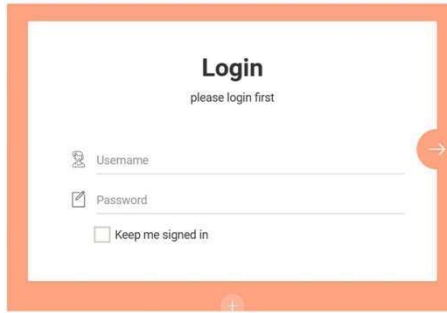 Login
please login first
Username
Password
Keep me signed in